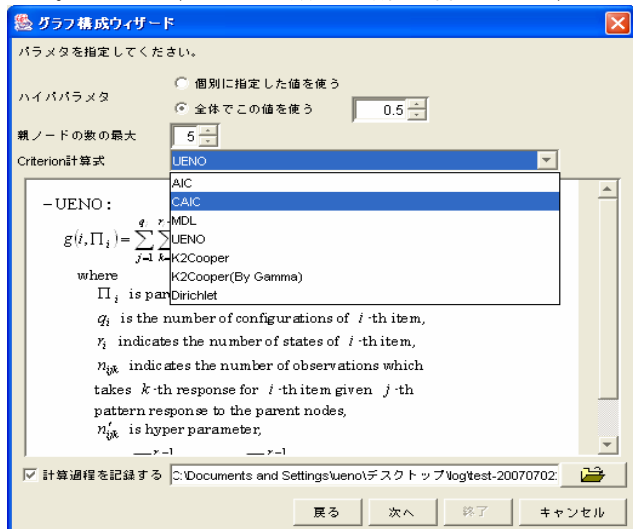 グラフ構成ウィザード
パラメタを指定してください。
ハイパパラメタ
個別に指定した値を使う
全体でこの値を使う 0.5
親ノードの数の最大 5
Criterion計算式 UENO
AIC
CAIC
MDL
UENO
K2Cooper
K2Cooper(By Gamma)
Dirichlet
−UENO :
g(i,Π_i) = ∑ ∑
j=1 k=
where
Π_i is par
q_i is the number of configurations of i -th item,
r_i indicates the number of states of i -th item,
n_ijk indicates the number of observations which
takes k -th response for i -th item given j -th
pattern response to the parent nodes,
n'_ijk is hyper parameter,
計算過程を記録する C:\Documents and Settings\ueno\デスクトップ\log\test-20070702
戻る 次へ 終了 キャンセル